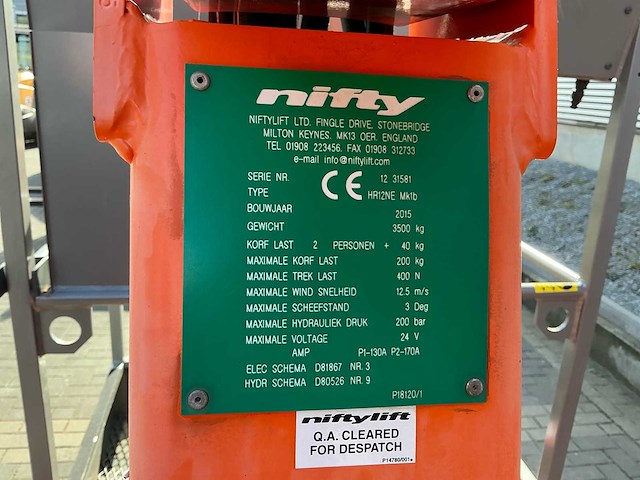 nifty
NIFTYLIFT LTD. FINGLE DRIVE, STONEBRIDGE
MILTON KEYNES. MK13 OER. ENGLAND
TEL 01908 223456. FAX 01908 312733
e-mail info@niftylift.com
SERIE NR. 12 31581
CE
TYPE HR12NE Mk1b
BOUWJAAR 2015
GEWICHT 3500 kg
KORF LAST 2 PERSONEN + 40 kg
MAXIMALE KORF LAST 200 kg
MAXIMALE TREK LAST 400 N
MAXIMALE WIND SNELHEID 12.5 m/s
MAXIMALE SCHEEFSTAND 3 Deg
MAXIMALE HYDRAULIEK DRUK 200 bar
MAXIMALE VOLTAGE 24 V
AMP P1-130A P2-170A
ELEC SCHEMA D81867 NR.3
HYDR SCHEMA D80526 NR.9
P18120/1
niftylift
Q.A. CLEARED
FOR DESPATCH
P14780/001